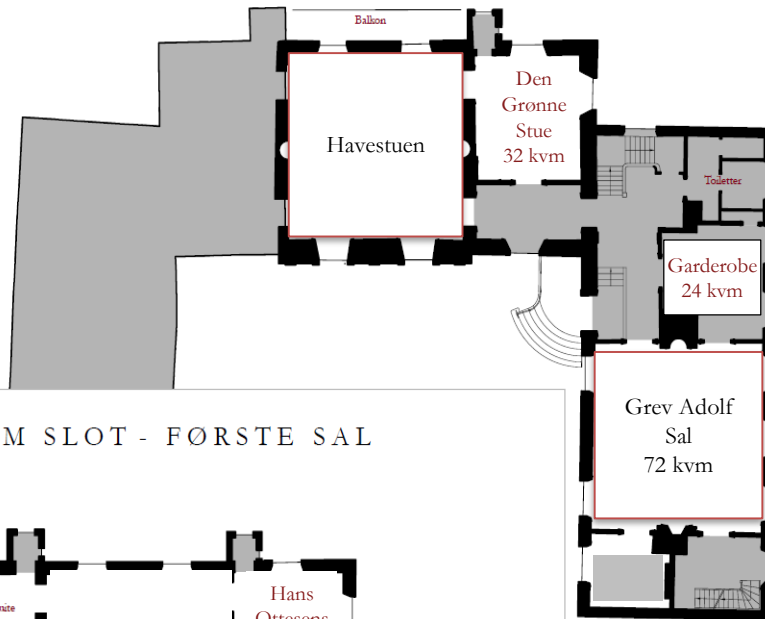 Balkon
Den
Grønne
Stue
32 kvm
Havestuen
Toiletter
Garderobe
24 kvm
Grev Adolf
Sal
72 kvm
M SLOT - FØRSTE SAL
Hans
Ottesens